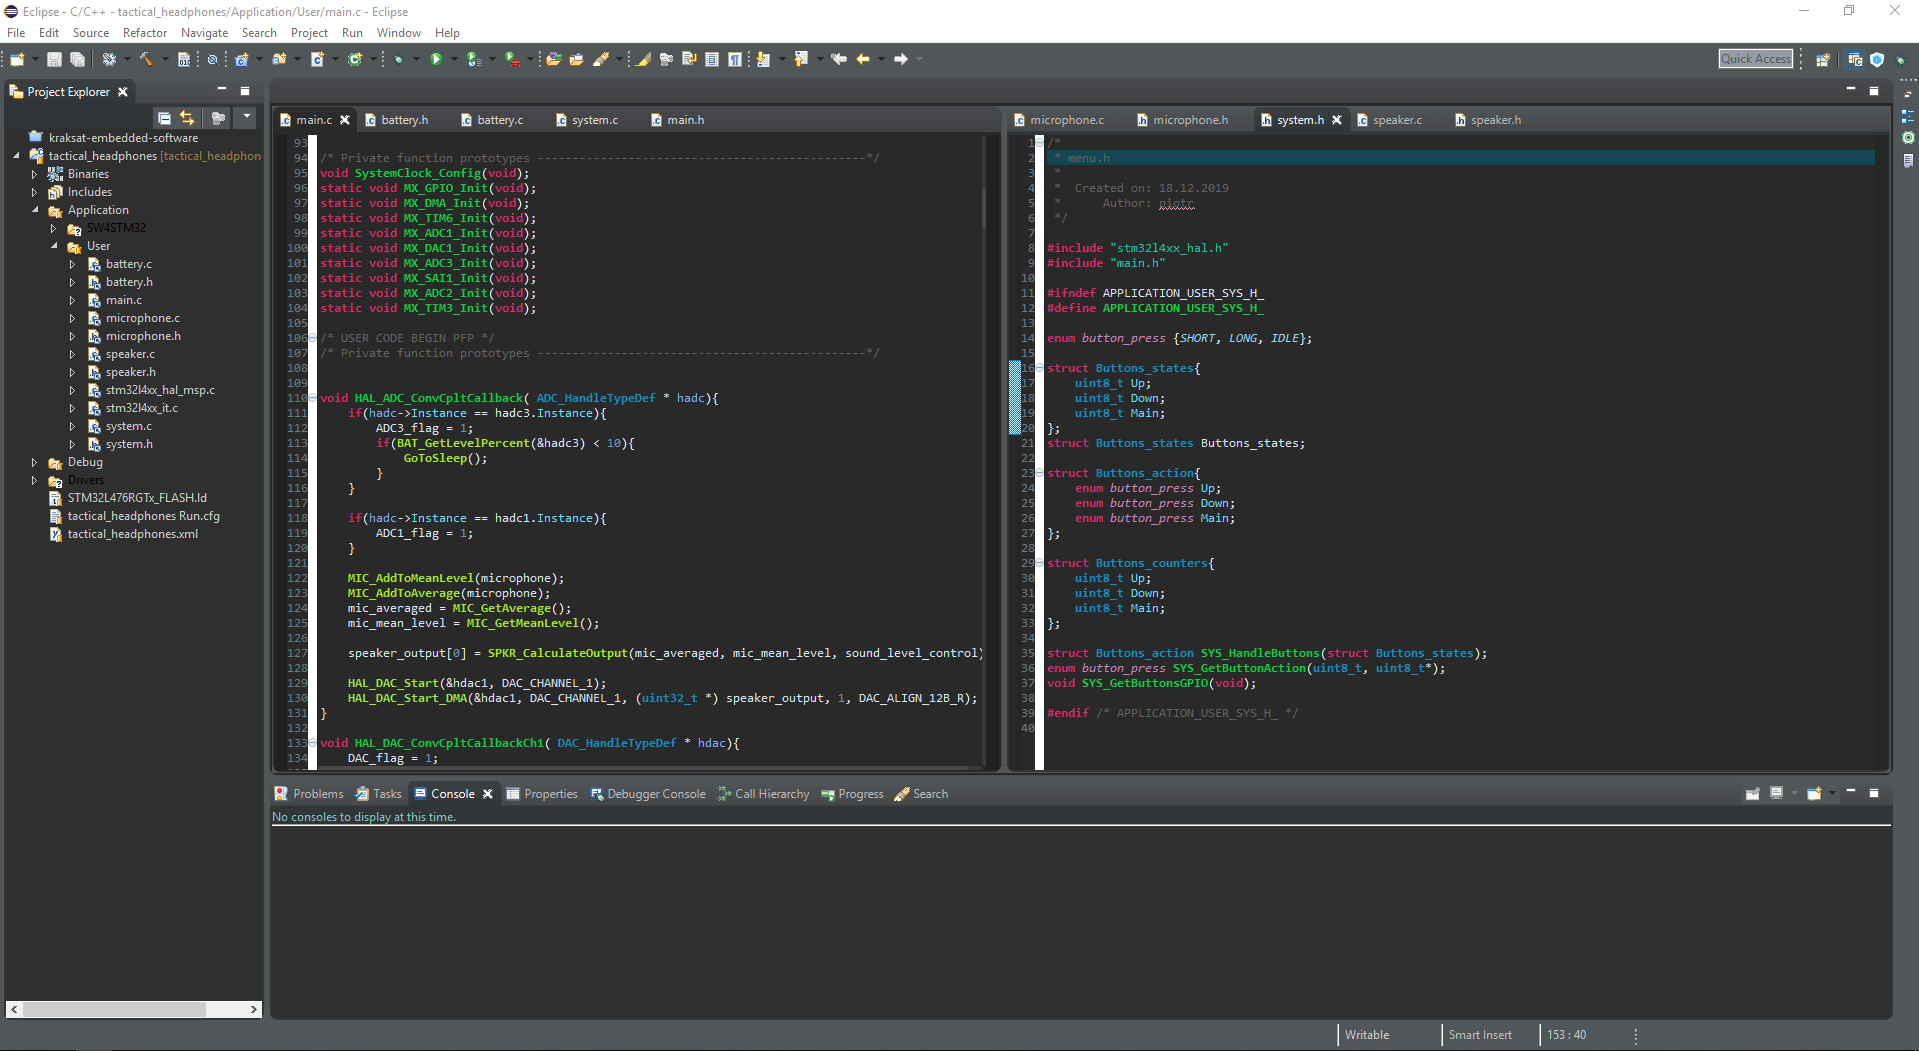 Eclipse - C/C++ - tactical_headphones/Application/User/main.c - Eclipse
File Edit Source Refactor Navigate Search Project Run Window Help
Quick Access
Project Explorer
kraksat-embedded-software
tactical_headphones [tactical_headphon
Binaries
Includes
Application
SW4STM32
User
battery.c
battery.h
main.c
microphone.c
microphone.h
speaker.c
speaker.h
stm32l4xx_hal_msp.c
stm32l4xx_it.c
system.c
system.h
Debug
Drivers
STM32L476RGTx_FLASH.ld
tactical_headphones Run.cfg
tactical_headphones.xml
main.c battery.h battery.c system.c main.h
93
94 /* Private function prototypes -----------------------------------------------*/
95 void SystemClock_Config(void);
96 static void MX_GPIO_Init(void);
97 static void MX_DMA_Init(void);
98 static void MX_TIM6_Init(void);
99 static void MX_ADC1_Init(void);
100 static void MX_DAC1_Init(void);
101 static void MX_ADC3_Init(void);
102 static void MX_SAI1_Init(void);
103 static void MX_ADC2_Init(void);
104 static void MX_TIM3_Init(void);
105
106 /* USER CODE BEGIN PFP */
107 /* Private function prototypes -----------------------------------------------*/
108
109
110 void HAL_ADC_ConvCpltCallback( ADC_HandleTypeDef * hadc){
111     if(hadc->Instance == hadc3.Instance){
112         ADC3_flag = 1;
113         if(BAT_GetLevelPercent(&hadc3) < 10){
114             GoToSleep();
115         }
116     }
117
118     if(hadc->Instance == hadc1.Instance){
119         ADC1_flag = 1;
120     }
121
122     MIC_AddToMeanLevel(microphone);
123     MIC_AddToAverage(microphone);
124     mic_averaged = MIC_GetAverage();
125     mic_mean_level = MIC_GetMeanLevel();
126
127     speaker_output[0] = SPKR_CalculateOutput(mic_averaged, mic_mean_level, sound_level_control)
128
129     HAL_DAC_Start(&hdac1, DAC_CHANNEL_1);
130     HAL_DAC_Start_DMA(&hdac1, DAC_CHANNEL_1, (uint32_t *) speaker_output, 1, DAC_ALIGN_12B_R);
131 }
132
133 void HAL_DAC_ConvCpltCallbackCh1( DAC_HandleTypeDef * hdac){
134     DAC_flag = 1;
microphone.c microphone.h system.h speaker.c speaker.h
1 /*
2  * menu.h
3  *
4  *  Created on: 18.12.2019
5  *      Author: piotr
6  */
7
8 #include "stm32l4xx_hal.h"
9 #include "main.h"
10
11 #ifndef APPLICATION_USER_SYS_H_
12 #define APPLICATION_USER_SYS_H_
13
14 enum button_press {SHORT, LONG, IDLE};
15
16 struct Buttons_states{
17     uint8_t Up;
18     uint8_t Down;
19     uint8_t Main;
20 };
21 struct Buttons_states Buttons_states;
22
23 struct Buttons_action{
24     enum button_press Up;
25     enum button_press Down;
26     enum button_press Main;
27 };
28
29 struct Buttons_counters{
30     uint8_t Up;
31     uint8_t Down;
32     uint8_t Main;
33 };
34
35 struct Buttons_action SYS_HandleButtons(struct Buttons_states);
36 enum button_press SYS_GetButtonAction(uint8_t, uint8_t*);
37 void SYS_GetButtonsGPIO(void);
38
39 #endif /* APPLICATION_USER_SYS_H_ */
40
Problems Tasks Console Properties Debugger Console Call Hierarchy Progress Search
No consoles to display at this time.
Writable Smart Insert 153 : 40